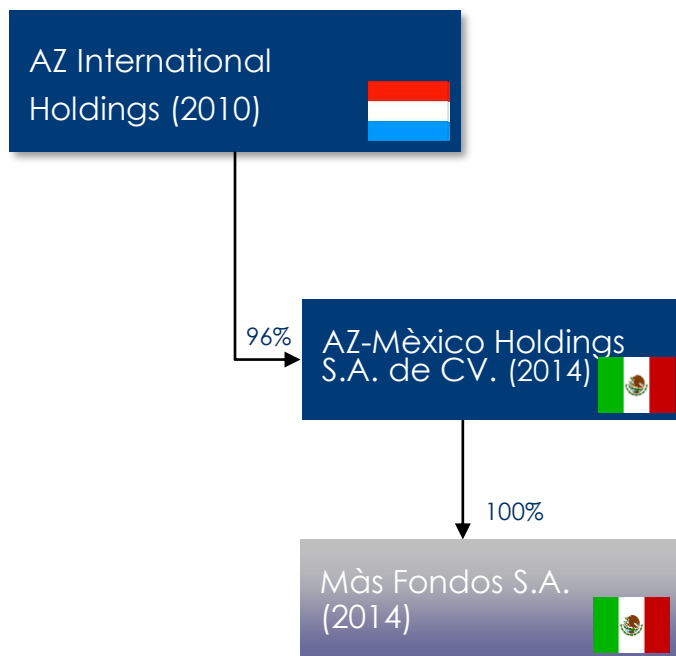 AZ International
Holdings (2010)
96%
AZ-Mèxico Holdings
S.A. de CV. (2014)
100%
Màs Fondos S.A.
(2014)